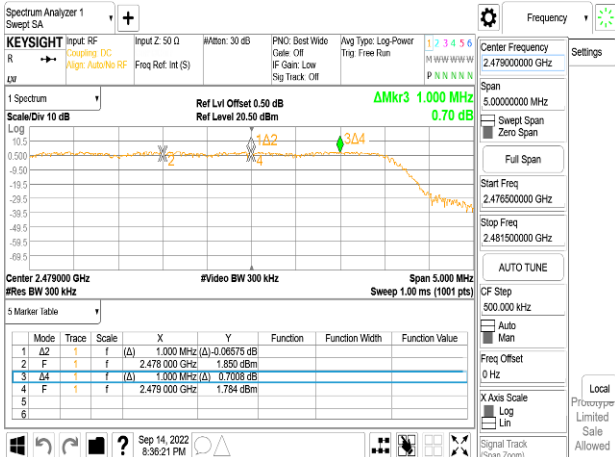 Spectrum Analyzer 1
Swept SA
Frequency
KEYSIGHT
R
Input: RF
Coupling: DC
Align: Auto/No RF
Input Z: 50 Ω
Freq Ref: Int (S)
#Atten: 30 dB
PNO: Best Wide
Gate: Off
IF Gain: Low
Sig Track: Off
Avg Type: Log-Power
Trig: Free Run
1 2 3 4 5 6
M W W W W W
P N N N N N
1 Spectrum
Scale/Div 10 dB
Log
Ref Lvl Offset 0.50 dB
Ref Level 20.50 dBm
ΔMkr3 1.000 MHz
0.70 dB
10.5
0.500
-9.50
-19.5
-29.5
-39.5
-49.5
-59.5
-69.5
2
1Δ2
4
3Δ4
Center 2.479000 GHz
#Res BW 300 kHz
#Video BW 300 kHz
Span 5.000 MHz
Sweep 1.00 ms (1001 pts)
5 Marker Table
Mode Trace Scale X Y Function Function Width Function Value
1 Δ2 1 f (Δ) 1.000 MHz (Δ) -0.06575 dB
2 F 1 f 2.478 000 GHz 1.850 dBm
3 Δ4 1 f (Δ) 1.000 MHz (Δ) 0.7008 dB
4 F 1 f 2.479 000 GHz 1.784 dBm
5
6
Sep 14, 2022
8:36:21 PM
Center Frequency
2.479000000 GHz
Span
5.00000000 MHz
Swept Span
Zero Span
Full Span
Start Freq
2.476500000 GHz
Stop Freq
2.481500000 GHz
AUTO TUNE
CF Step
500.000 kHz
Auto
Man
Freq Offset
0 Hz
X Axis Scale
Log
Lin
Signal Track
(Span Zoom)
Settings
Local
Prototype
Limited
Sale
Allowed